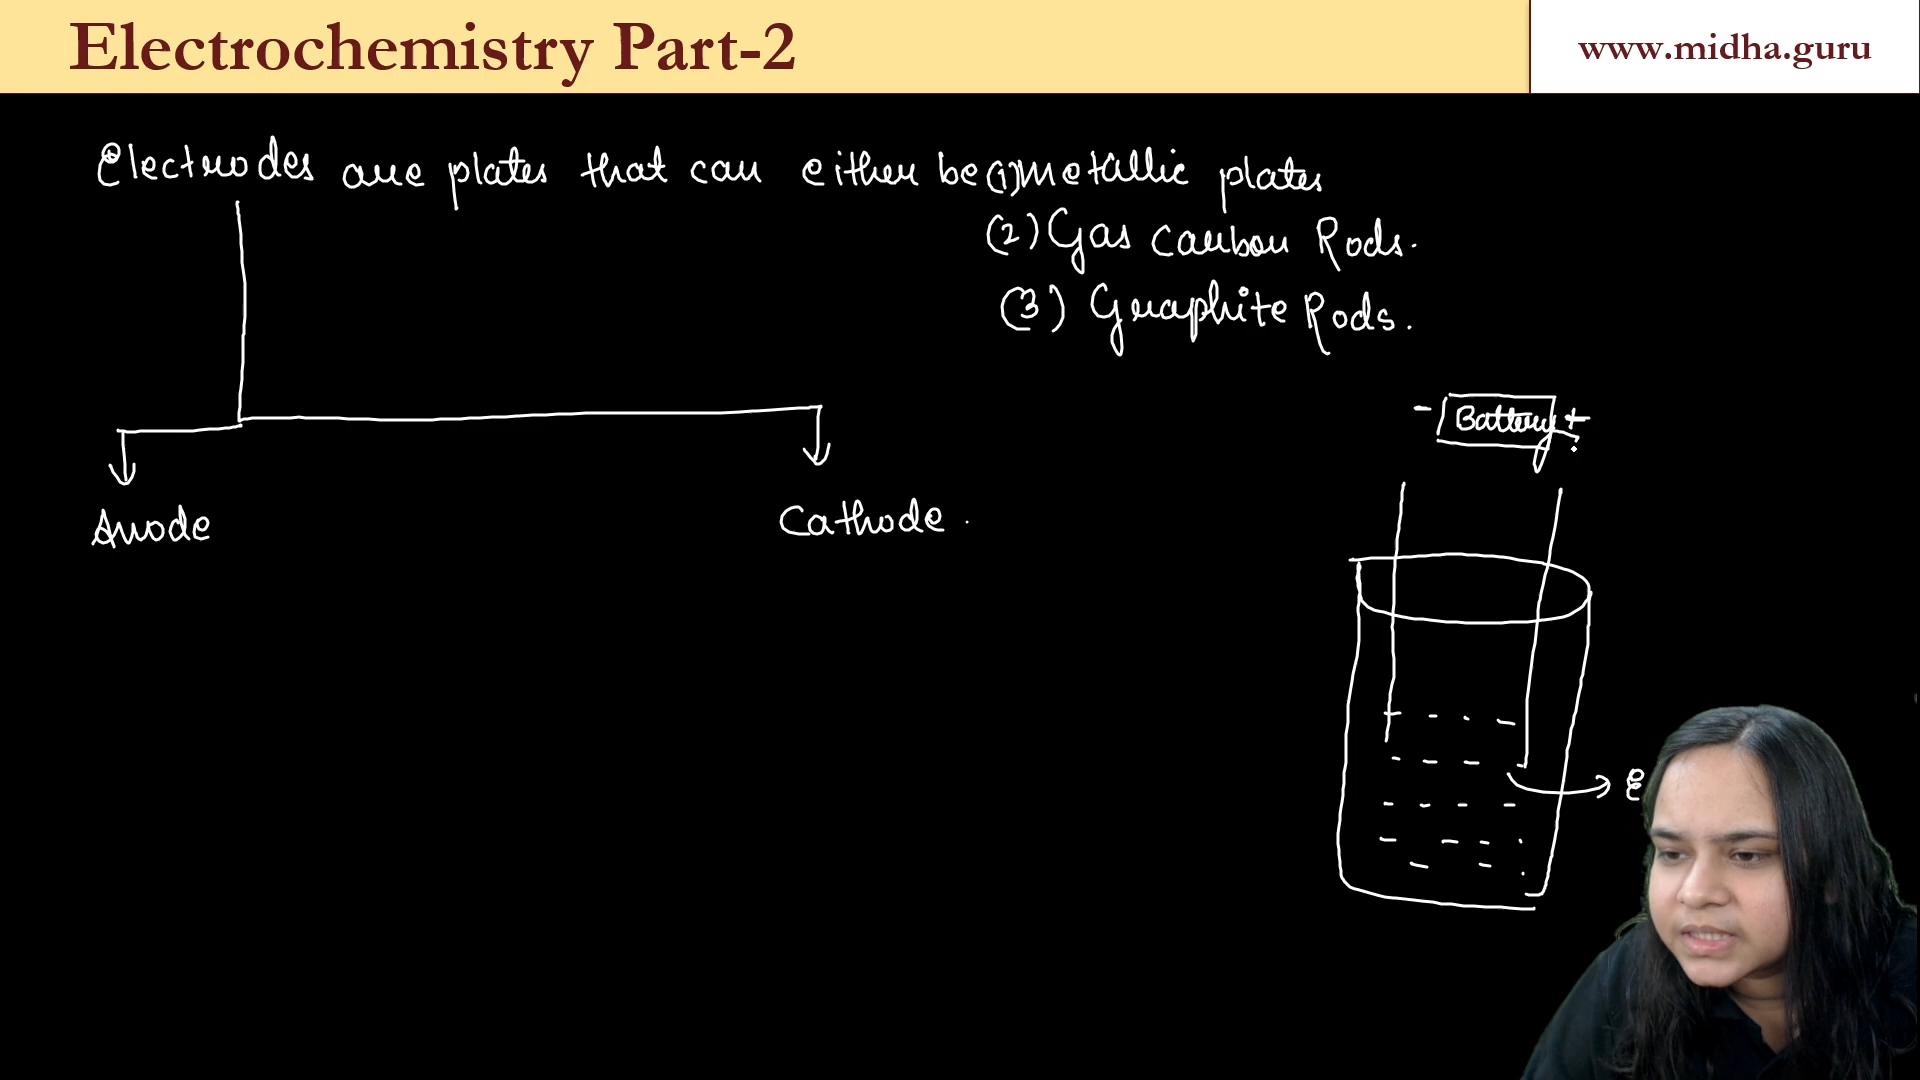 Electrochemistry Part-2
www.midha.guru
Electrodes are plates that can either be (1) metallic plates
(2) Gas carbon Rods.
(3) Graphite Rods.
- Battery +
Anode
Cathode.
E